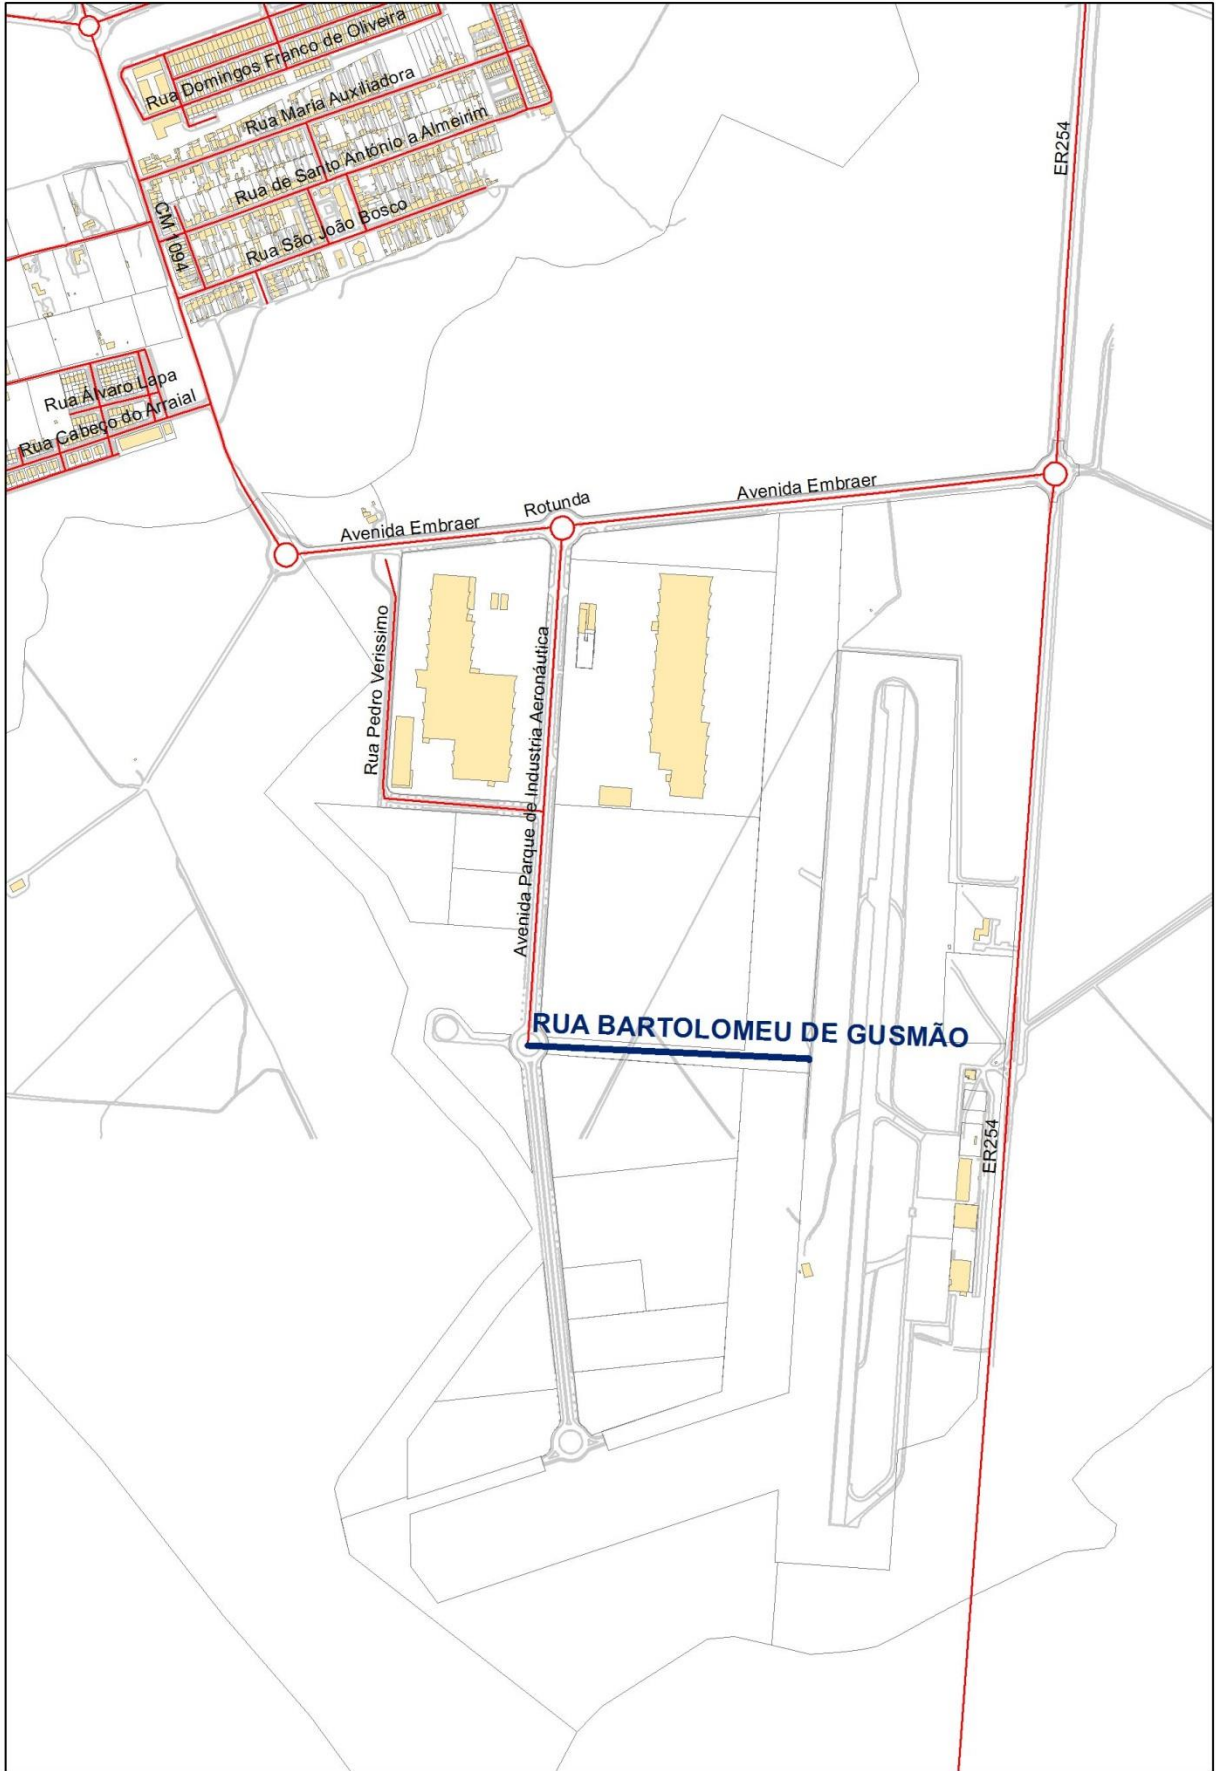 Rua Domingos Franco de Oliveira
Rua Maria Auxiliadora
Rua de Santo António a Almeirim
ER254
CM 1094
Rua São João Bosco
Rua Álvaro Lapa
Rua Cabeço do Arraial
Avenida Embraer
Rotunda
Avenida Embraer
Rua Pedro Verissimo
Avenida Parque de Industria Aeronáutica
RUA BARTOLOMEU DE GUSMÃO
ER254